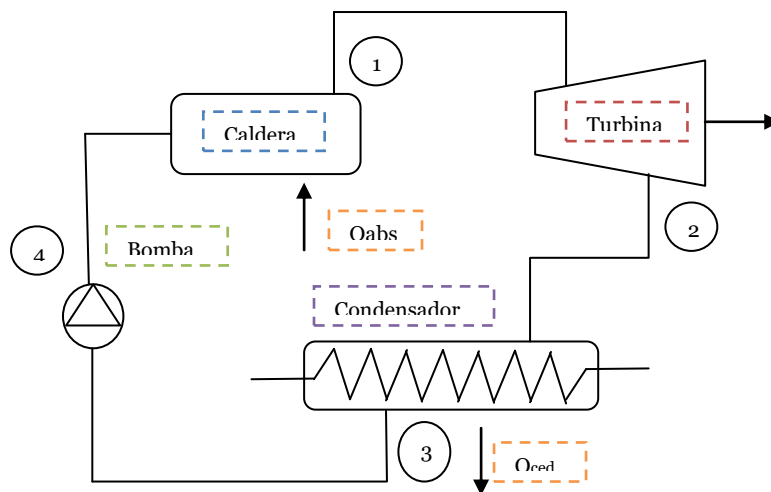 1
Caldera
Turbina
Qabs
2
4
Bomba
Condensador
3
Qced